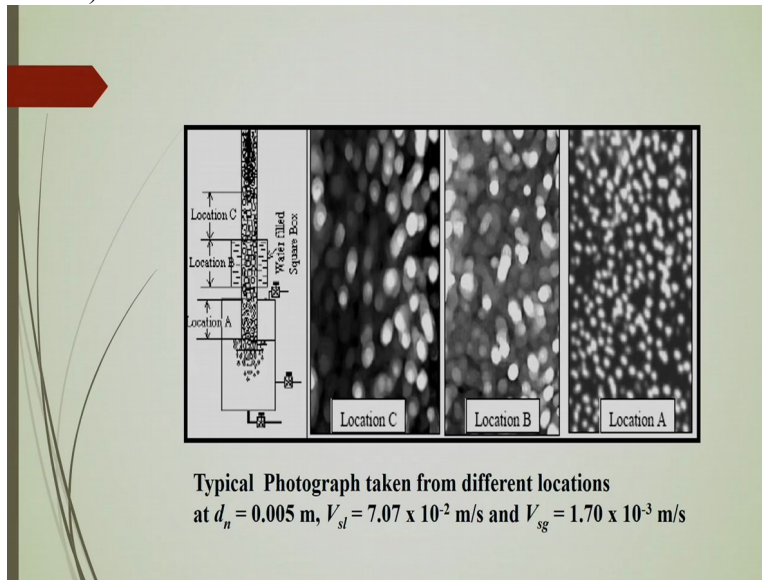 )
Location C
Location B
Location A
Water filled
Square Box
Location C
Location B
Location A
Typical Photograph taken from different locations
at dₙ = 0.005 m, Vₛₗ = 7.07 x 10⁻² m/s and Vsg = 1.70 x 10⁻³ m/s